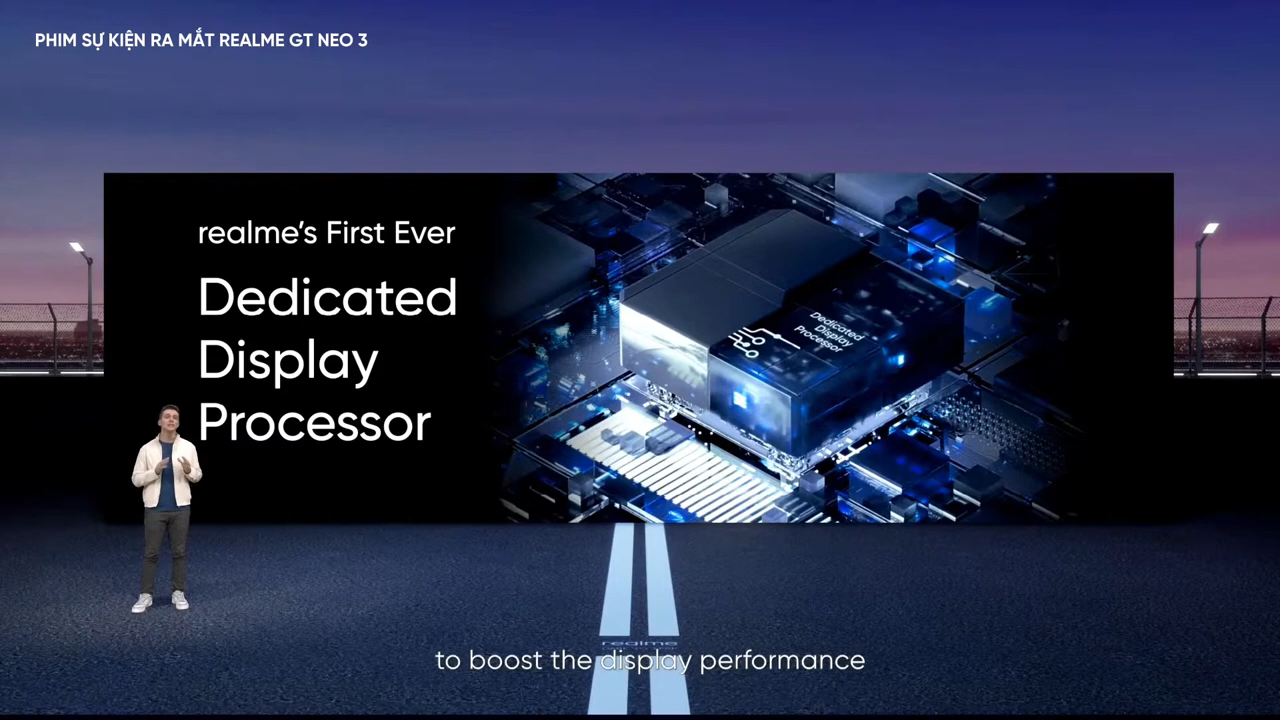 PHIM SỰ KIỆN RA MẮT REALME GT NEO 3
realme's First Ever
Dedicated
Display
Processor
Dedicated
Display
Processor
realme
to boost the display performance